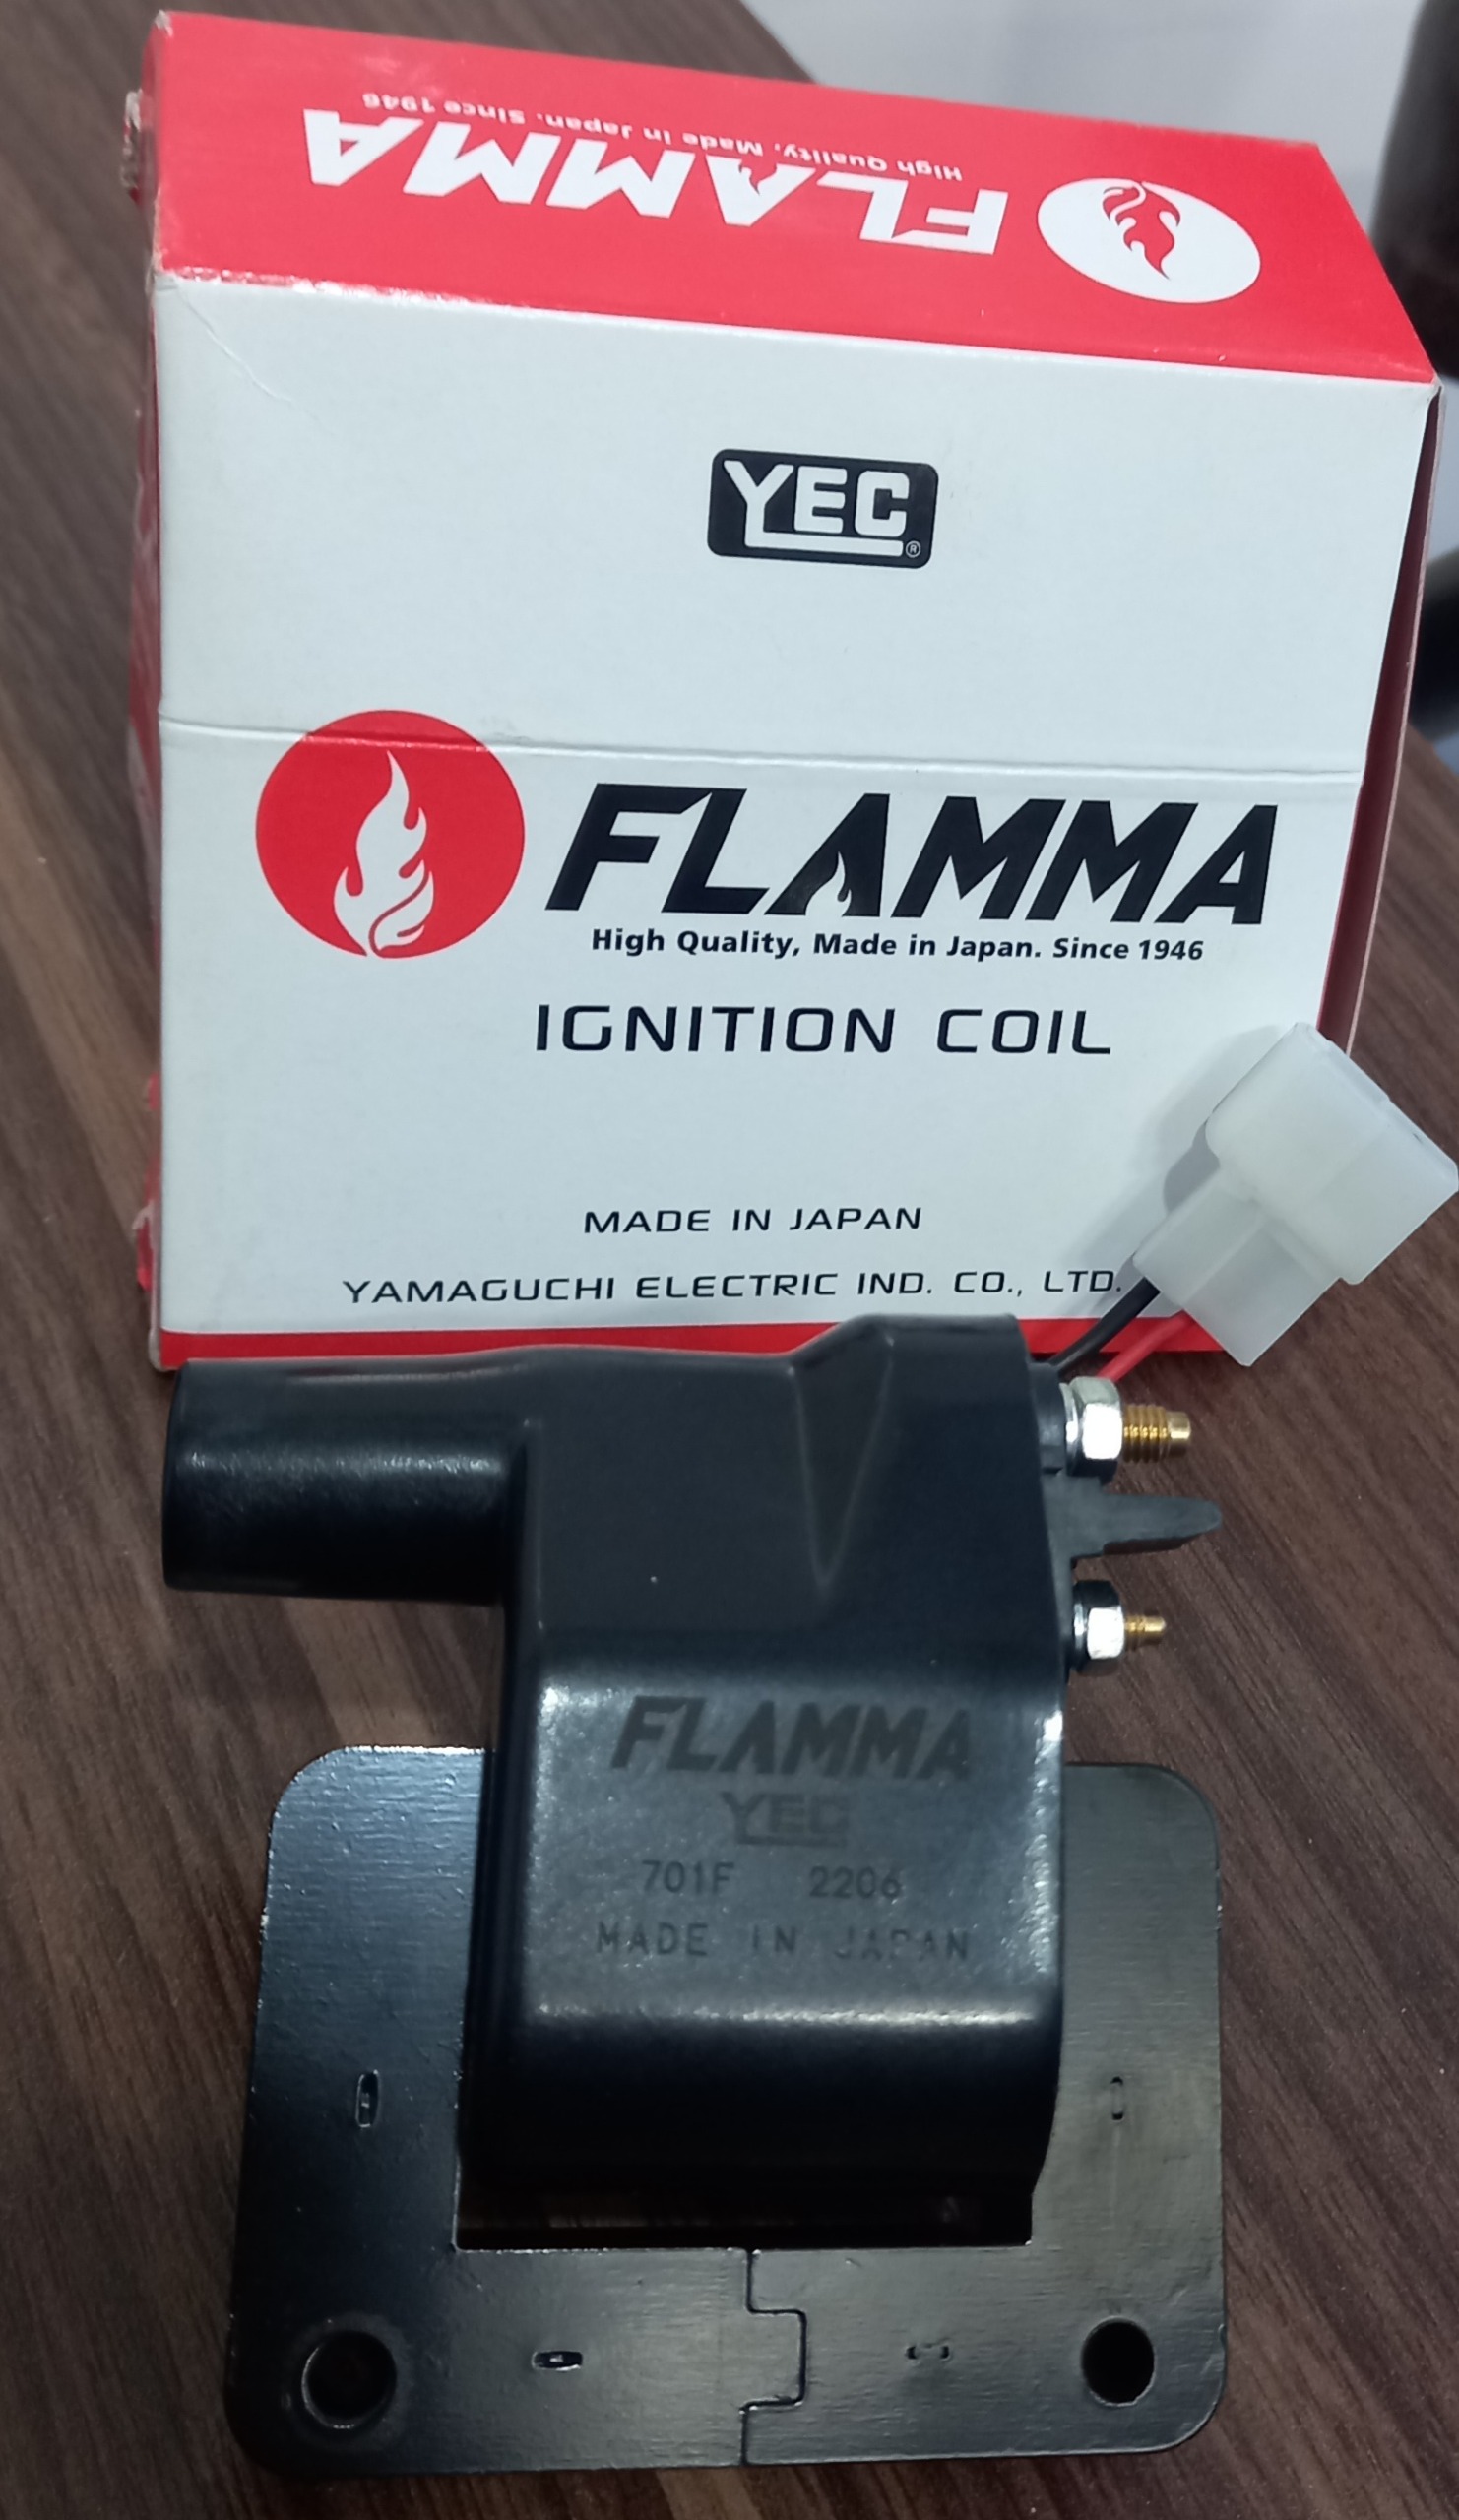 FLAMMA
High Quality, Made in Japan. Since 1946
YEC®
FLAMMA
High Quality, Made in Japan. Since 1946
IGNITION COIL
MADE IN JAPAN
YAMAGUCHI ELECTRIC IND. CO., LTD.
FLAMMA
YEC
701F 2206
MADE IN JAPAN